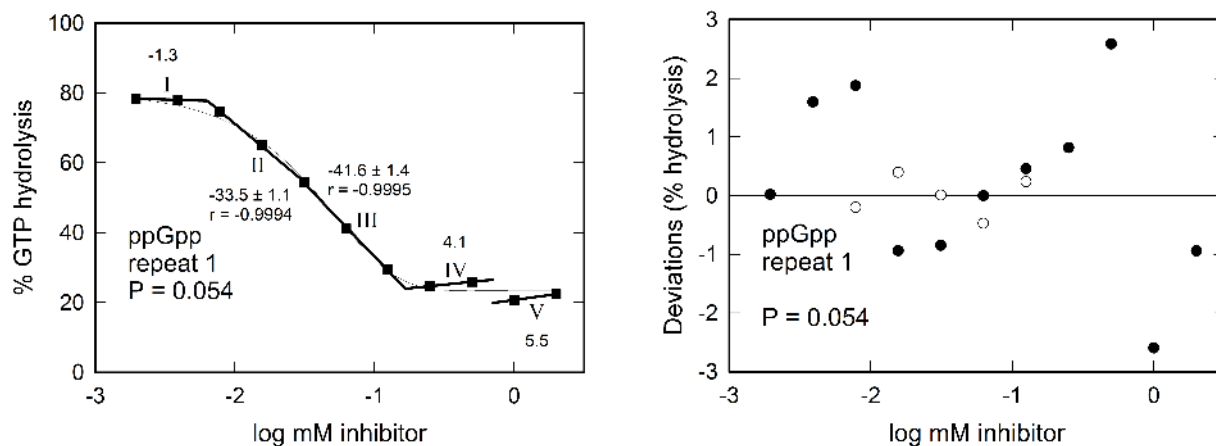 100
80
60
40
20
0
% GTP hydrolysis
-1.3
I
II
-33.5 ± 1.1
r = -0.9994
-41.6 ± 1.4
r = -0.9995
III
4.1
IV
V
5.5
ppGpp
repeat 1
P = 0.054
-3
-2
-1
0
log mM inhibitor
3
2
1
0
-1
-2
-3
Deviations (% hydrolysis)
ppGpp
repeat 1
P = 0.054
-3
-2
-1
0
log mM inhibitor